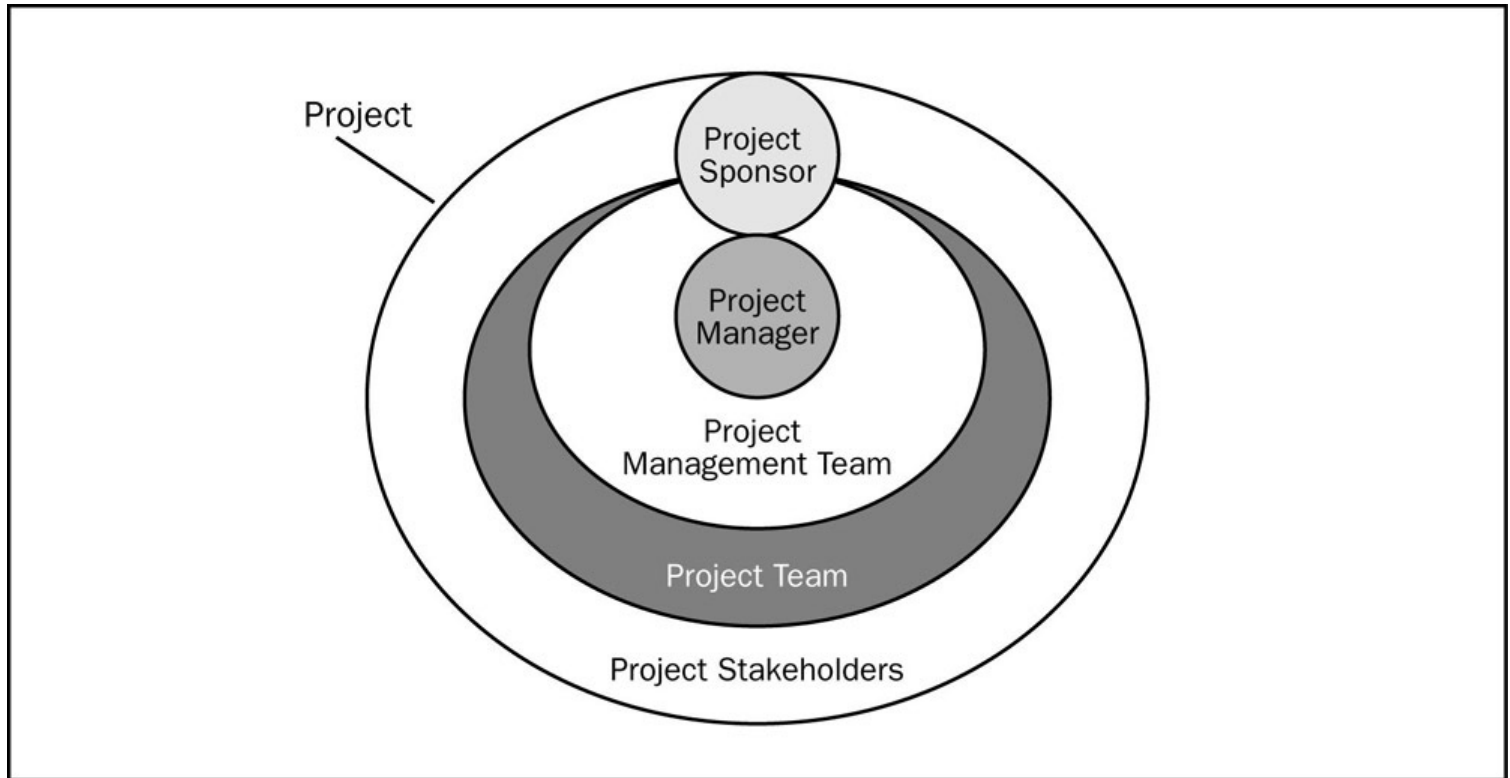 Project
Project
Sponsor
Project
Manager
Project
Management Team
Project Team
Project Stakeholders